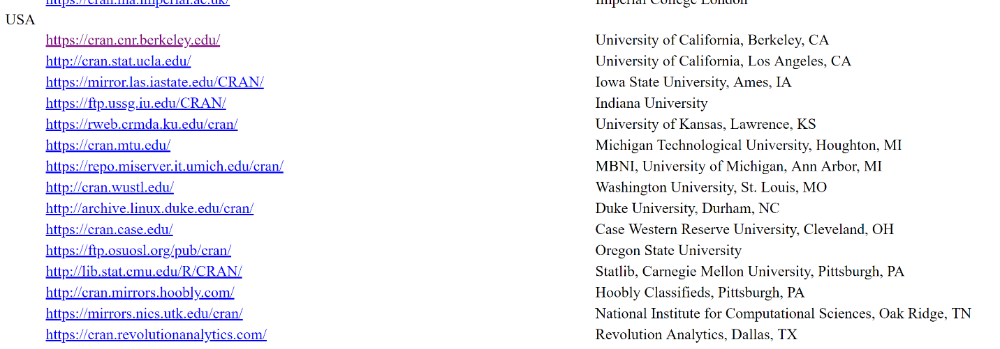 https://cran.ma.imperial.ac.uk/ Imperial College London
USA
https://cran.cnr.berkeley.edu/ University of California, Berkeley, CA
http://cran.stat.ucla.edu/ University of California, Los Angeles, CA
https://mirror.las.iastate.edu/CRAN/ Iowa State University, Ames, IA
https://ftp.ussg.iu.edu/CRAN/ Indiana University
https://rweb.crmda.ku.edu/cran/ University of Kansas, Lawrence, KS
https://cran.mtu.edu/ Michigan Technological University, Houghton, MI
https://repo.miserver.it.umich.edu/cran/ MBNI, University of Michigan, Ann Arbor, MI
http://cran.wustl.edu/ Washington University, St. Louis, MO
http://archive.linux.duke.edu/cran/ Duke University, Durham, NC
https://cran.case.edu/ Case Western Reserve University, Cleveland, OH
https://ftp.osuosl.org/pub/cran/ Oregon State University
http://lib.stat.cmu.edu/R/CRAN/ Statlib, Carnegie Mellon University, Pittsburgh, PA
http://cran.mirrors.hoobly.com/ Hoobly Classifieds, Pittsburgh, PA
https://mirrors.nics.utk.edu/cran/ National Institute for Computational Sciences, Oak Ridge, TN
https://cran.revolutionanalytics.com/ Revolution Analytics, Dallas, TX